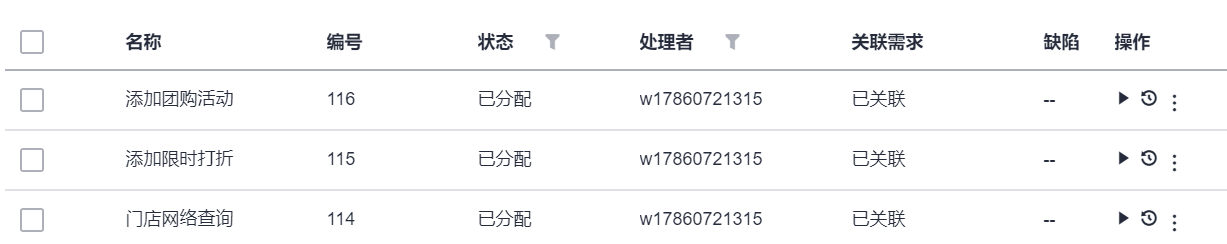 名称 编号 状态 处理者 关联需求 缺陷 操作
添加团购活动 116 已分配 w17860721315 已关联 --
添加限时打折 115 已分配 w17860721315 已关联 --
门店网络查询 114 已分配 w17860721315 已关联 --